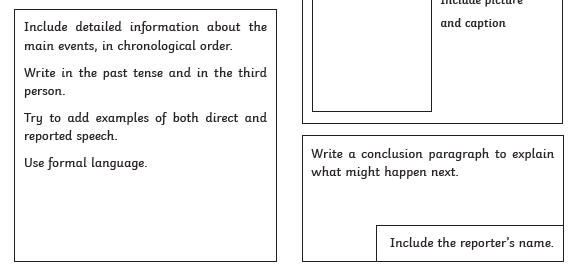 Include detailed information about the
main events, in chronological order.
Write in the past tense and in the third
person.
Try to add examples of both direct and
reported speech.
Use formal language.
Include picture
and caption
Write a conclusion paragraph to explain
what might happen next.
Include the reporter's name.